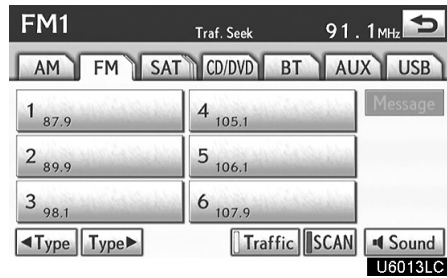 FM1 Traf. Seek 91.1MHz
AM FM SAT CD/DVD BT AUX USB
1 87.9 4 105.1 Message
2 89.9 5 106.1
3 98.1 6 107.9
◄Type Type► Traffic SCAN Sound
U6013LC